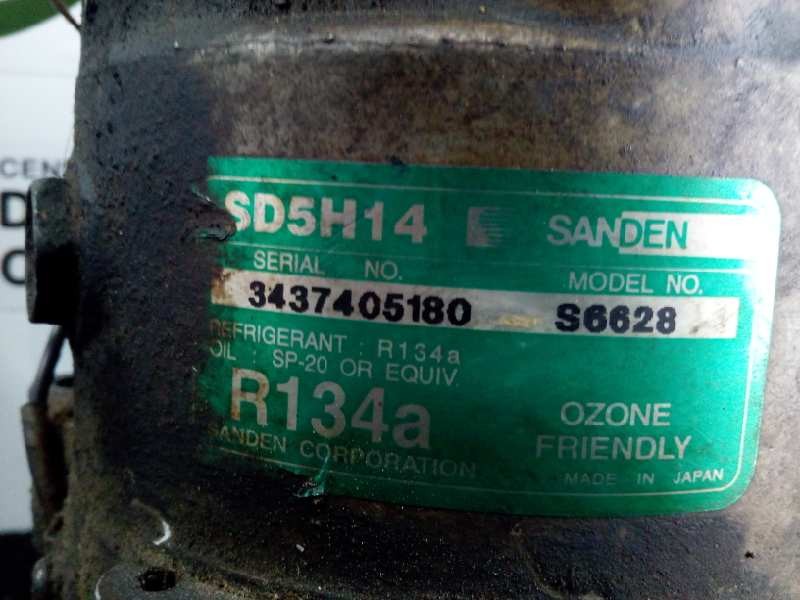 CEN
D
C
SD5H14 SANDEN
SERIAL NO. MODEL NO.
3437405180 S6628
REFRIGERANT : R134a
OIL : SP-20 OR EQUIV.
R134a
OZONE
FRIENDLY
SANDEN CORPORATION
MADE IN JAPAN